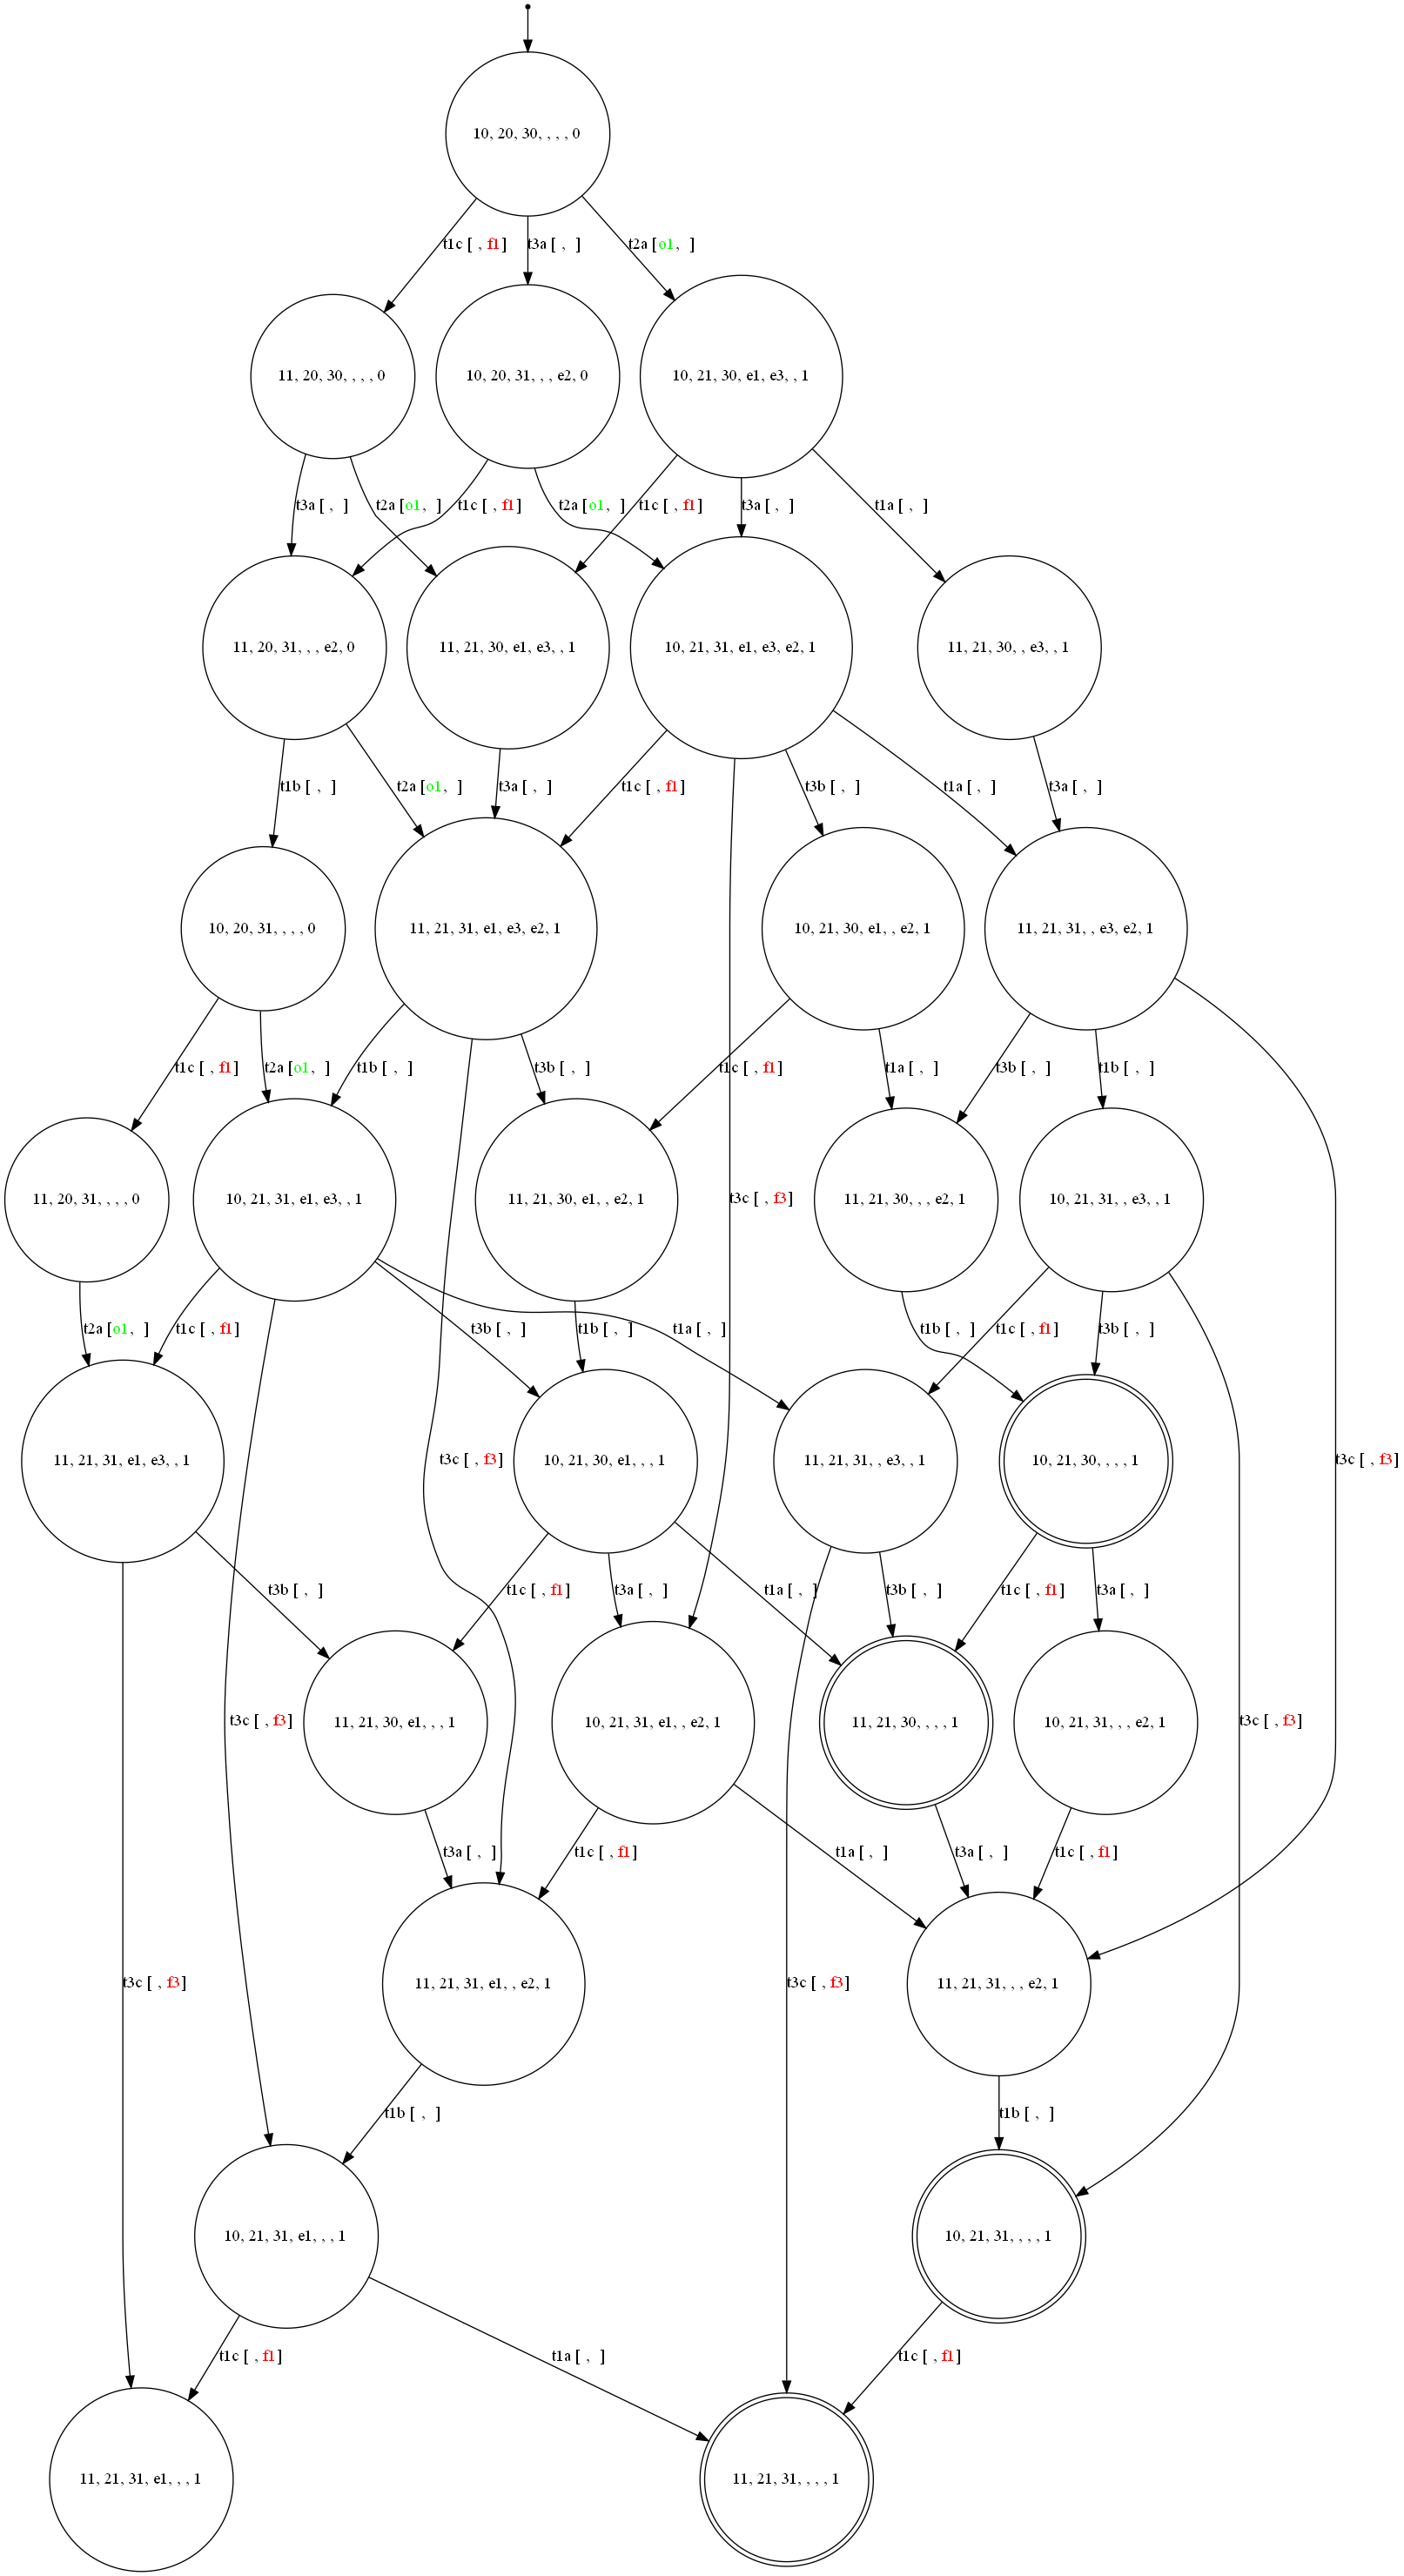 10, 20, 30, , , , 0
t1c [ , f1]
t3a [ , ]
t2a [o1, ]
11, 20, 30, , , , 0
10, 20, 31, , , e2, 0
10, 21, 30, e1, e3, , 1
t3a [ , ]
t2a [o1, ]
t1c [ , f1]
t2a [o1, ]
t1c [ , f1]
t3a [ , ]
t1a [ , ]
11, 20, 31, , , e2, 0
11, 21, 30, e1, e3, , 1
10, 21, 31, e1, e3, e2, 1
11, 21, 30, , e3, , 1
t1b [ , ]
t2a [o1, ]
t3a [ , ]
t1c [ , f1]
t3b [ , ]
t1a [ , ]
t3a [ , ]
10, 20, 31, , , , 0
11, 21, 31, e1, e3, e2, 1
10, 21, 30, e1, , e2, 1
11, 21, 31, , e3, e2, 1
t1c [ , f1]
t2a [o1, ]
t1b [ , ]
t3b [ , ]
t1c [ , f1]
t1a [ , ]
t3b [ , ]
t1b [ , ]
11, 20, 31, , , , 0
10, 21, 31, e1, e3, , 1
11, 21, 30, e1, , e2, 1
t3c [ , f3]
11, 21, 30, , , e2, 1
10, 21, 31, , e3, , 1
t2a [o1, ]
t1c [ , f1]
t3b [ , ]
t1b [ , ]
t1a [ , ]
t1b [ , ]
t1c [ , f1]
t3b [ , ]
11, 21, 31, e1, e3, , 1
t3c [ , f3]
10, 21, 30, e1, , , 1
11, 21, 31, , e3, , 1
10, 21, 30, , , , 1
t3c [ , f3]
t3b [ , ]
t1c [ , f1]
t3a [ , ]
t1a [ , ]
t3b [ , ]
t1c [ , f1]
t3a [ , ]
t3c [ , f3]
11, 21, 30, e1, , , 1
10, 21, 31, e1, , e2, 1
11, 21, 30, , , , 1
10, 21, 31, , , e2, 1
t3c [ , f3]
t3a [ , ]
t1c [ , f1]
t1a [ , ]
t3a [ , ]
t1c [ , f1]
t3c [ , f3]
11, 21, 31, e1, , e2, 1
t3c [ , f3]
11, 21, 31, , , e2, 1
t1b [ , ]
t1b [ , ]
10, 21, 31, e1, , , 1
10, 21, 31, , , , 1
t1c [ , f1]
t1a [ , ]
t1c [ , f1]
11, 21, 31, e1, , , 1
11, 21, 31, , , , 1